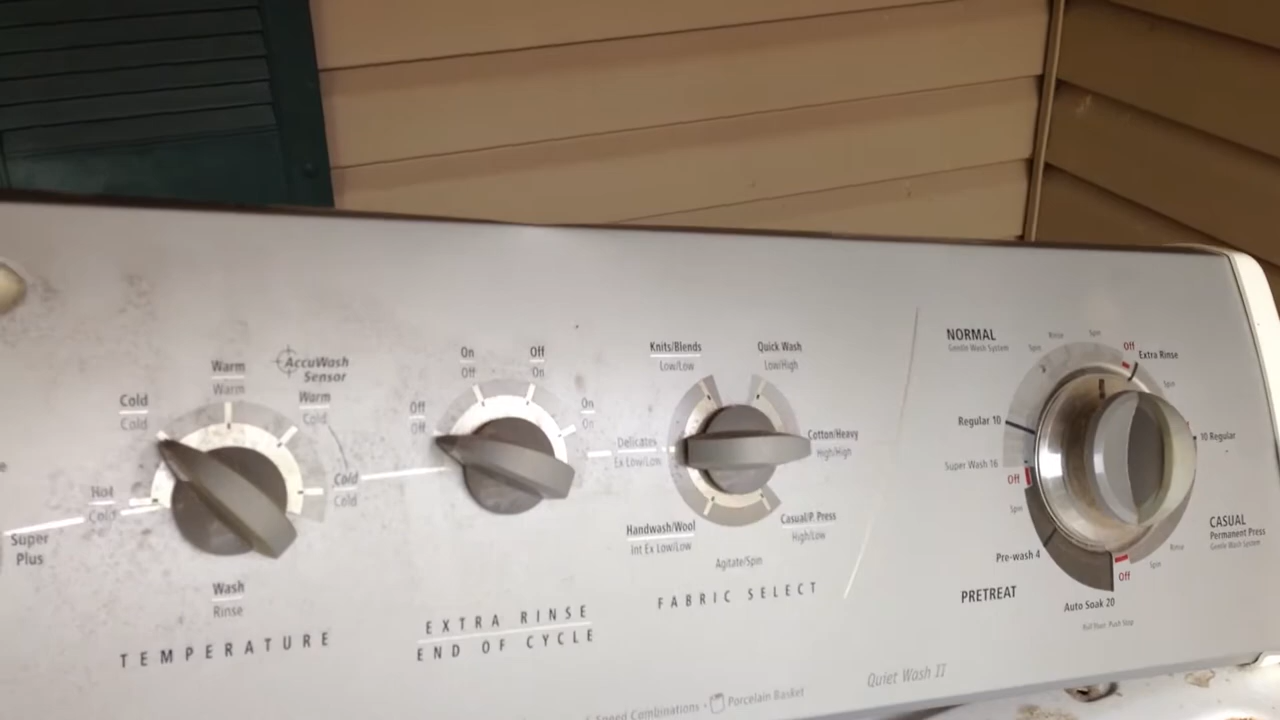 Super
Plus
Hot
Cold
Cold
Cold
Warm
Warm
AccuWash
Sensor
Warm
Cold
Cold
Cold
Wash
Rinse
TEMPERATURE
Off
Off
On
Off
Off
On
On
On
EXTRA RINSE
END OF CYCLE
Knits/Blends
Low/Low
Quick Wash
Low/High
Delicates
Ex Low/Low
Cotton/Heavy
High/High
Handwash/Wool
Int Ex Low/Low
Casual/P. Press
High/Low
Agitate/Spin
FABRIC SELECT
NORMAL
Gentle Wash System
Spin
Rinse
Spin
Off
Extra Rinse
Spin
Regular 10
Super Wash 16
Off
Spin
Pre-wash 4
PRETREAT
Auto Soak 20
Off
Spin
Rinse
10 Regular
CASUAL
Permanent Press
Gentle Wash System
Quiet Wash II
Speed Combinations • Porcelain Basket